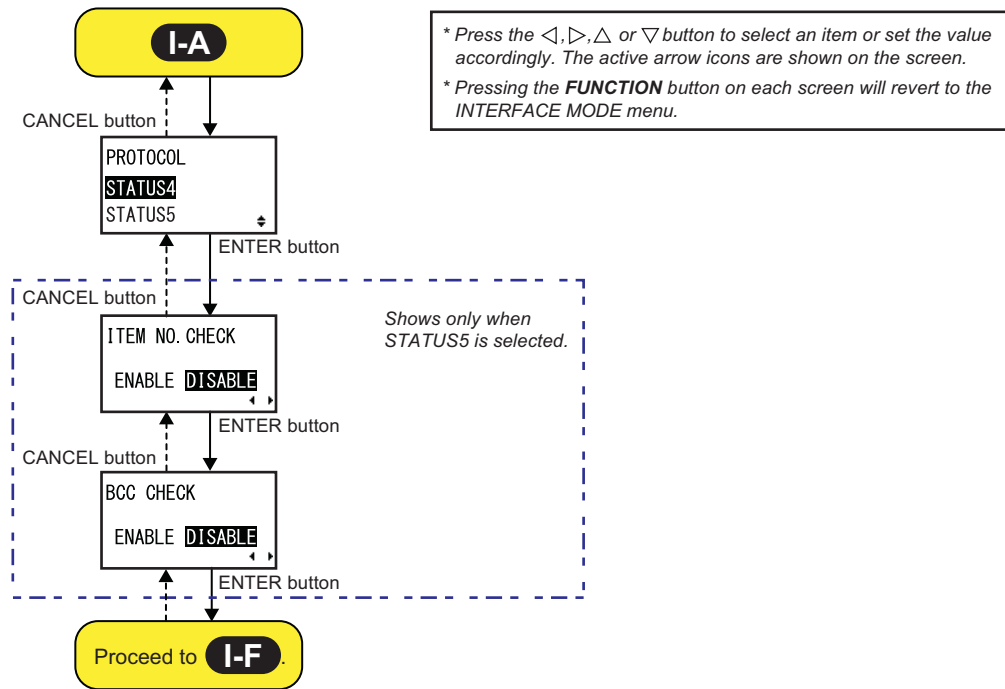 I-A
* Press the ◁, ▷, △ or ▽ button to select an item or set the value
accordingly. The active arrow icons are shown on the screen.
* Pressing the FUNCTION button on each screen will revert to the
INTERFACE MODE menu.
CANCEL button
PROTOCOL
STATUS4
STATUS5
ENTER button
CANCEL button
ITEM NO.CHECK
ENABLE DISABLE
Shows only when
STATUS5 is selected.
ENTER button
CANCEL button
BCC CHECK
ENABLE DISABLE
ENTER button
Proceed to I-F.